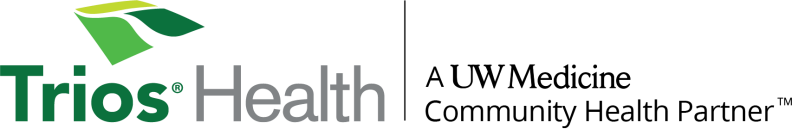 Trios® Health
A UW Medicine
Community Health Partner™